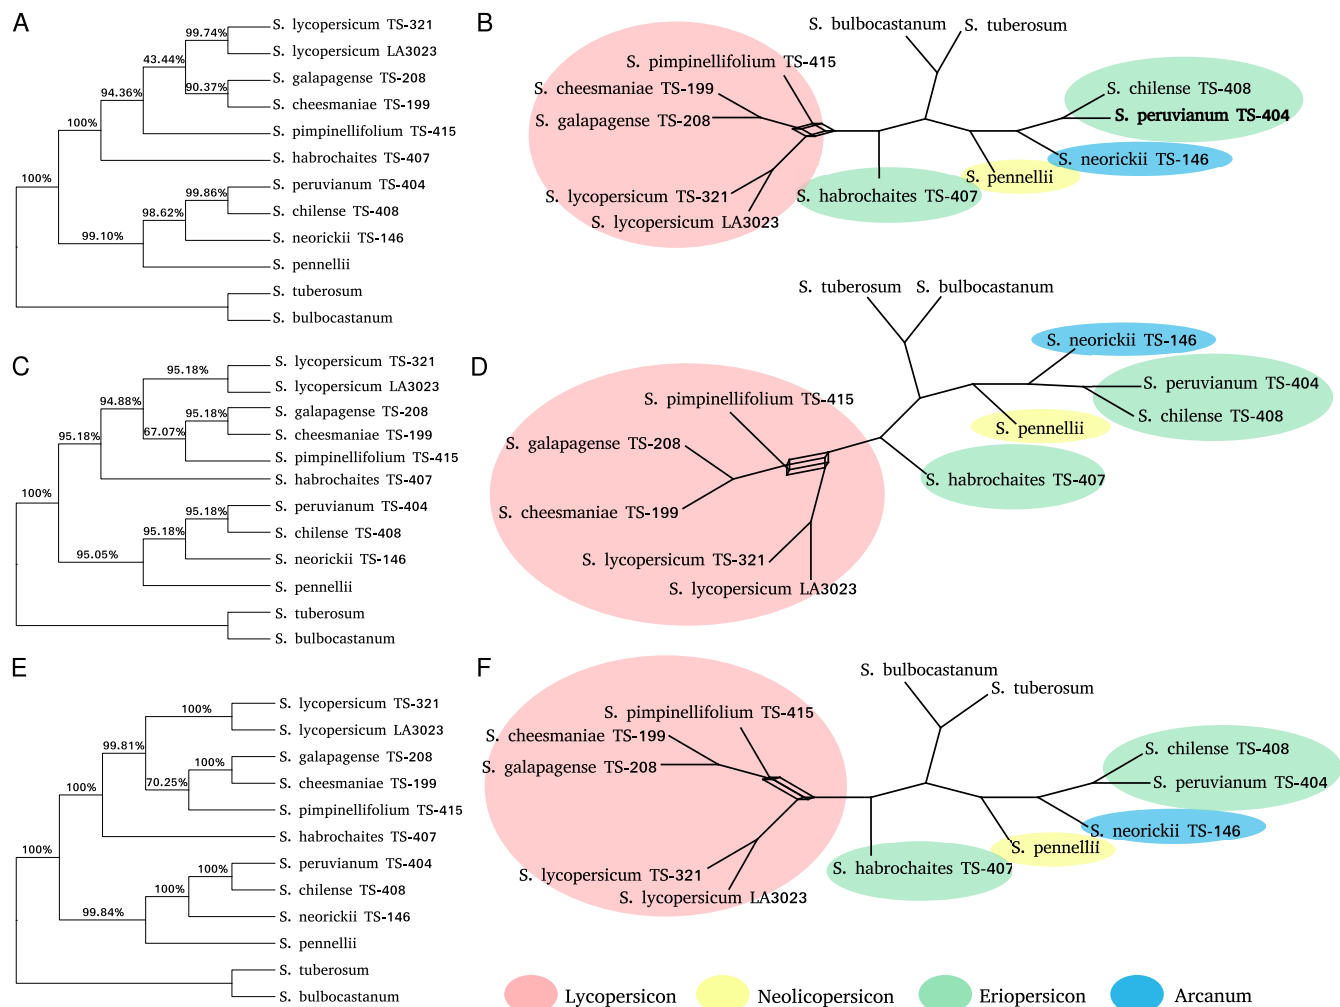 A
S. lycopersicum TS-321
99.74%
S. lycopersicum LA3023
43.44%
S. galapagense TS-208
90.37%
S. cheesmaniae TS-199
94.36%
S. pimpinellifolium TS-415
100%
S. habrochaites TS-407
100%
S. peruvianum TS-404
99.86%
S. chilense TS-408
98.62%
S. neorickii TS-146
99.10%
S. pennellii
S. tuberosum
S. bulbocastanum
B
S. bulbocastanum
S. tuberosum
S. pimpinellifolium TS-415
S. cheesmaniae TS-199
S. galapagense TS-208
S. chilense TS-408
S. peruvianum TS-404
S. neorickii TS-146
S. pennellii
S. lycopersicum TS-321
S. habrochaites TS-407
S. lycopersicum LA3023
C
S. lycopersicum TS-321
95.18%
S. lycopersicum LA3023
94.88%
S. galapagense TS-208
95.18%
S. cheesmaniae TS-199
67.07%
95.18%
S. pimpinellifolium TS-415
S. habrochaites TS-407
100%
S. peruvianum TS-404
95.18%
S. chilense TS-408
95.18%
S. neorickii TS-146
95.05%
S. pennellii
S. tuberosum
S. bulbocastanum
D
S. tuberosum
S. bulbocastanum
S. neorickii TS-146
S. peruvianum TS-404
S. pimpinellifolium TS-415
S. chilense TS-408
S. pennellii
S. galapagense TS-208
S. habrochaites TS-407
S. cheesmaniae TS-199
S. lycopersicum TS-321
S. lycopersicum LA3023
E
S. lycopersicum TS-321
100%
S. lycopersicum LA3023
99.81%
S. galapagense TS-208
100%
S. cheesmaniae TS-199
70.25%
100%
S. pimpinellifolium TS-415
S. habrochaites TS-407
100%
S. peruvianum TS-404
100%
S. chilense TS-408
100%
S. neorickii TS-146
99.84%
S. pennellii
S. tuberosum
S. bulbocastanum
F
S. bulbocastanum
S. tuberosum
S. pimpinellifolium TS-415
S. cheesmaniae TS-199
S. galapagense TS-208
S. chilense TS-408
S. peruvianum TS-404
S. neorickii TS-146
S. pennellii
S. habrochaites TS-407
S. lycopersicum TS-321
S. lycopersicum LA3023
Lycopersicon
Neolicopersicon
Eriopersicon
Arcanum